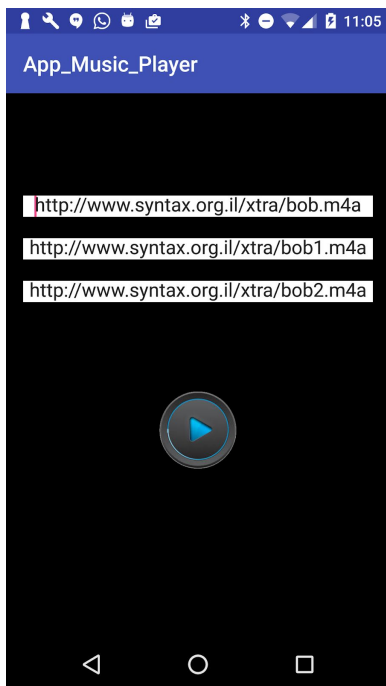 11:05
App_Music_Player
http://www.syntax.org.il/xtra/bob.m4a
http://www.syntax.org.il/xtra/bob1.m4a
http://www.syntax.org.il/xtra/bob2.m4a